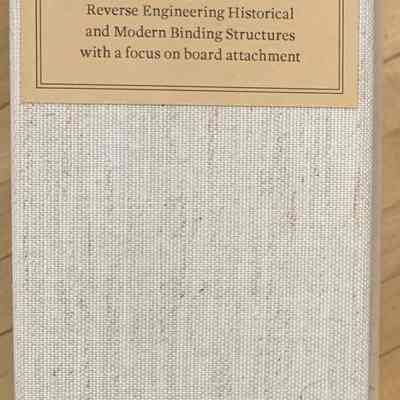 Reverse Engineering Historical
and Modern Binding Structures
with a focus on board attachment